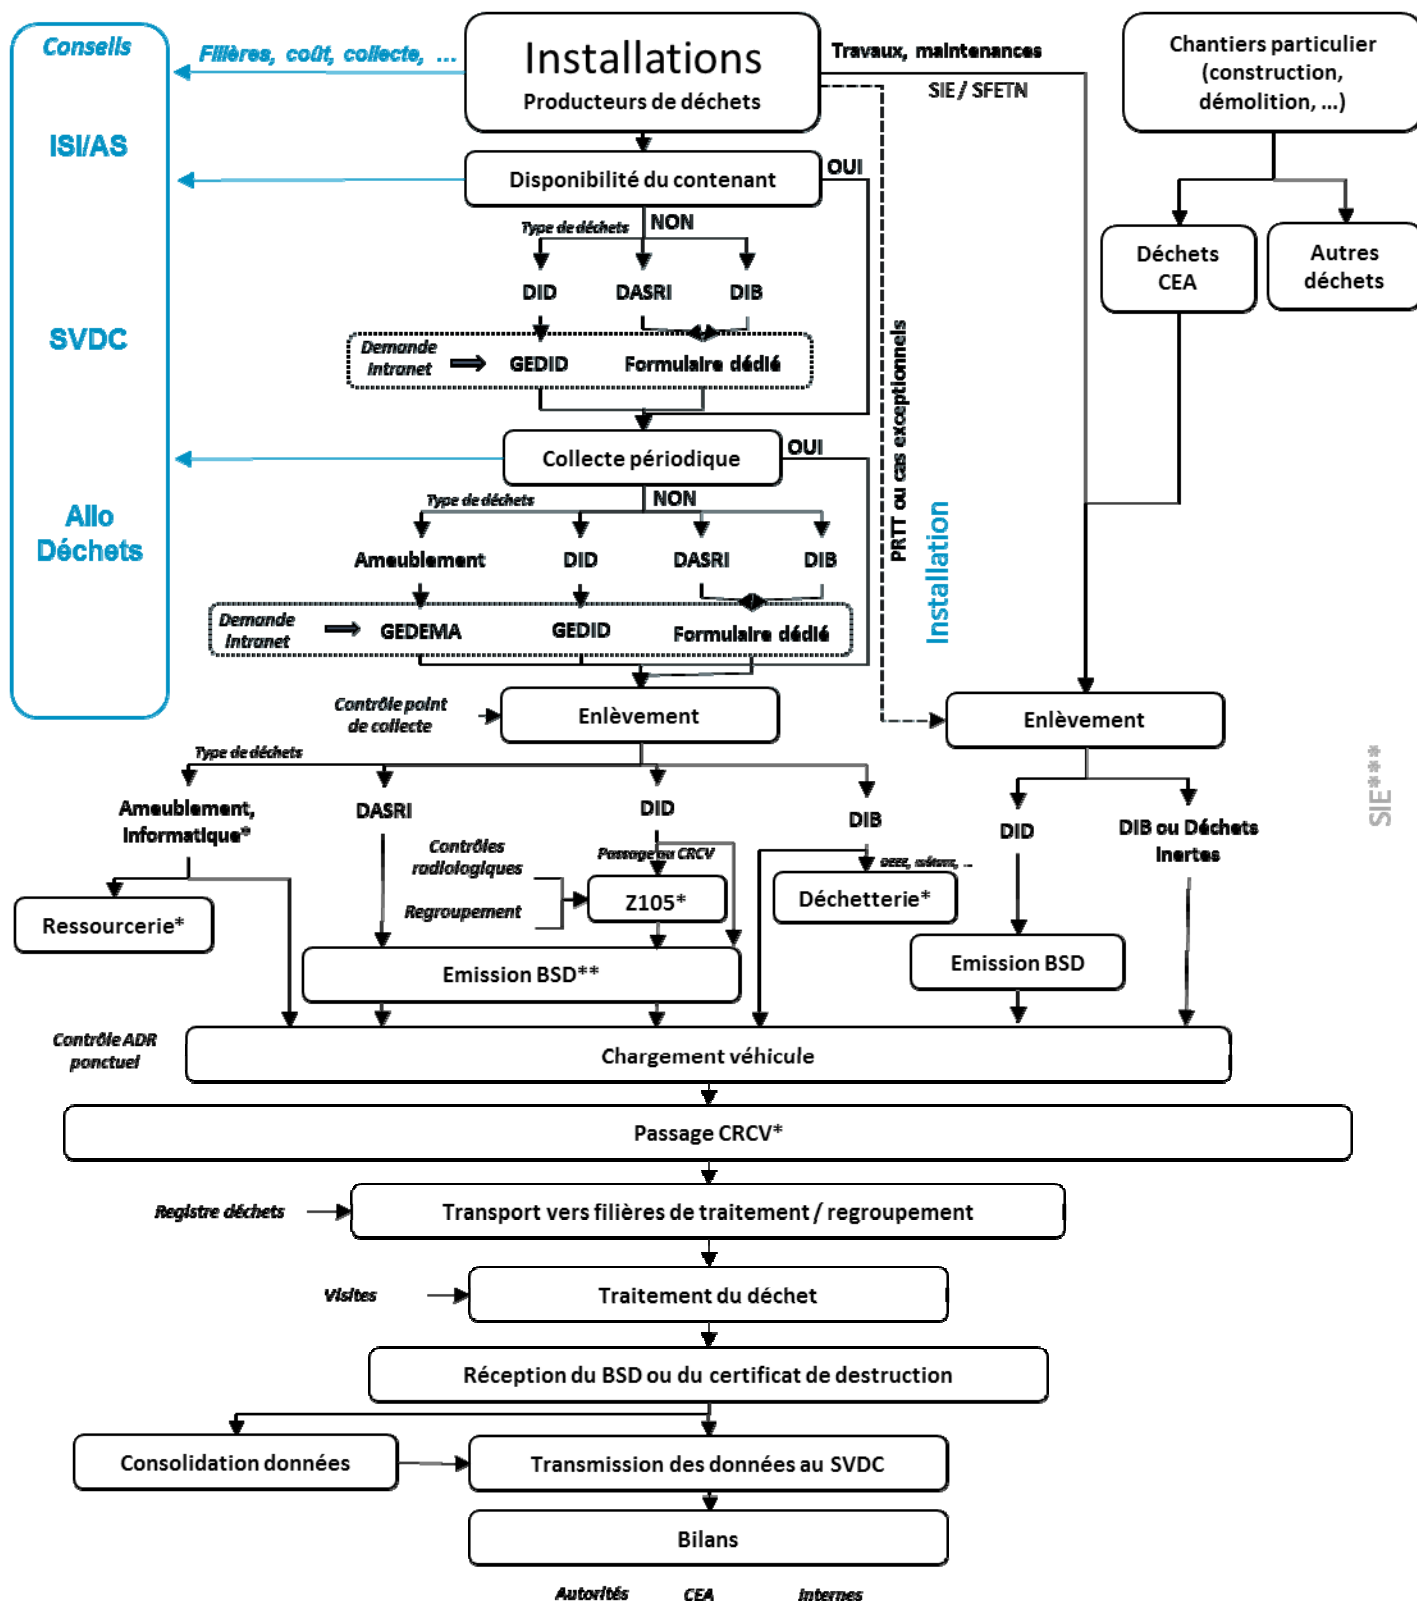 Conseils
Filières, coût, collecte, ...
Installations
Producteurs de déchets
Travaux, maintenances
SIE / SFETN
Chantiers particulier
(construction,
démolition, ...)
ISI/AS
Disponibilité du contenant
OUI
Type de déchets
NON
DID
DASRI
DIB
Déchets
CEA
Autres
déchets
SVDC
Demande
Intranet
GEDID
Formulaire dédié
PRTT ou cas exceptionnels
Installation
Collecte périodique
OUI
Type de déchets
NON
Allo
Déchets
Ameublement
DID
DASRI
DIB
Demande
Intranet
GEDEMA
GEDID
Formulaire dédié
Contrôle point
de collecte
Enlèvement
Enlèvement
SIE***
Type de déchets
Ameublement,
Informatique*
DASRI
DID
DIB
DID
DIB ou Déchets
Inertes
Contrôles
radiologiques
Passage au CRCV
DEEE, métaux, ...
Regroupement
Z105*
Déchetterie*
Ressourcerie*
Emission BSD**
Emission BSD
Contrôle ADR
ponctuel
Chargement véhicule
Passage CRCV*
Registre déchets
Transport vers filières de traitement / regroupement
Visites
Traitement du déchet
Réception du BSD ou du certificat de destruction
Consolidation données
Transmission des données au SVDC
Bilans
Autorités
CEA
Internes